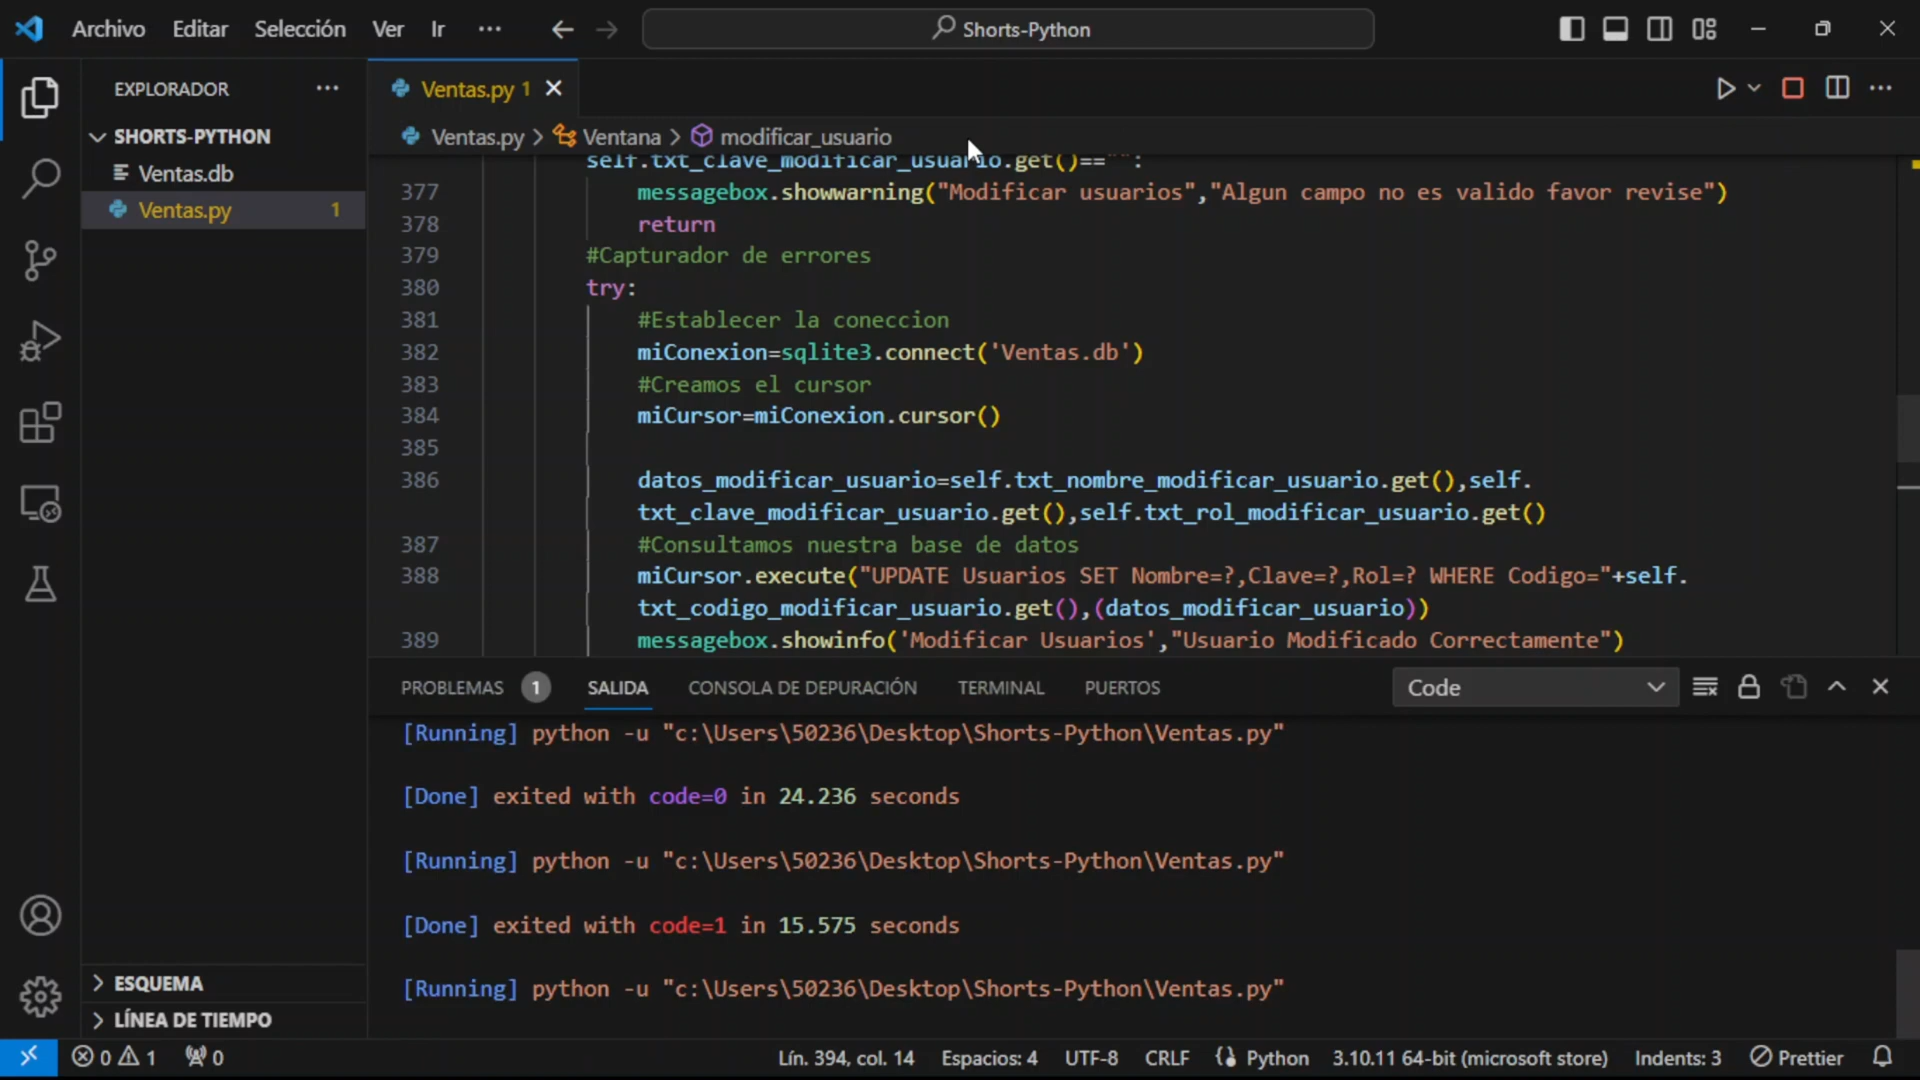 Archivo Editar Selección Ver Ir ··· Shorts-Python
EXPLORADOR ···
SHORTS-PYTHON
Ventas.db
Ventas.py 1
ESQUEMA
LÍNEA DE TIEMPO
Ventas.py 1
Ventas.py > Ventana > modificar_usuario
self.txt_clave_modificar_usuario.get()=="":
377 messagebox.showwarning("Modificar usuarios","Algun campo no es valido favor revise")
378 return
379 #Capturador de errores
380 try:
381 #Establecer la coneccion
382 miConexion=sqlite3.connect('Ventas.db')
383 #Creamos el cursor
384 miCursor=miConexion.cursor()
385
386 datos_modificar_usuario=self.txt_nombre_modificar_usuario.get(),self.
txt_clave_modificar_usuario.get(),self.txt_rol_modificar_usuario.get()
387 #Consultamos nuestra base de datos
388 miCursor.execute("UPDATE Usuarios SET Nombre=?,Clave=?,Rol=? WHERE Codigo="+self.
txt_codigo_modificar_usuario.get(),(datos_modificar_usuario))
389 messagebox.showinfo('Modificar Usuarios',"Usuario Modificado Correctamente")
PROBLEMAS 1 SALIDA CONSOLA DE DEPURACIÓN TERMINAL PUERTOS Code
[Running] python -u "c:\Users\50236\Desktop\Shorts-Python\Ventas.py"
[Done] exited with code=0 in 24.236 seconds
[Running] python -u "c:\Users\50236\Desktop\Shorts-Python\Ventas.py"
[Done] exited with code=1 in 15.575 seconds
[Running] python -u "c:\Users\50236\Desktop\Shorts-Python\Ventas.py"
0 1 0 Lín. 394, col. 14 Espacios: 4 UTF-8 CRLF Python 3.10.11 64-bit (microsoft store) Indents: 3 Prettier